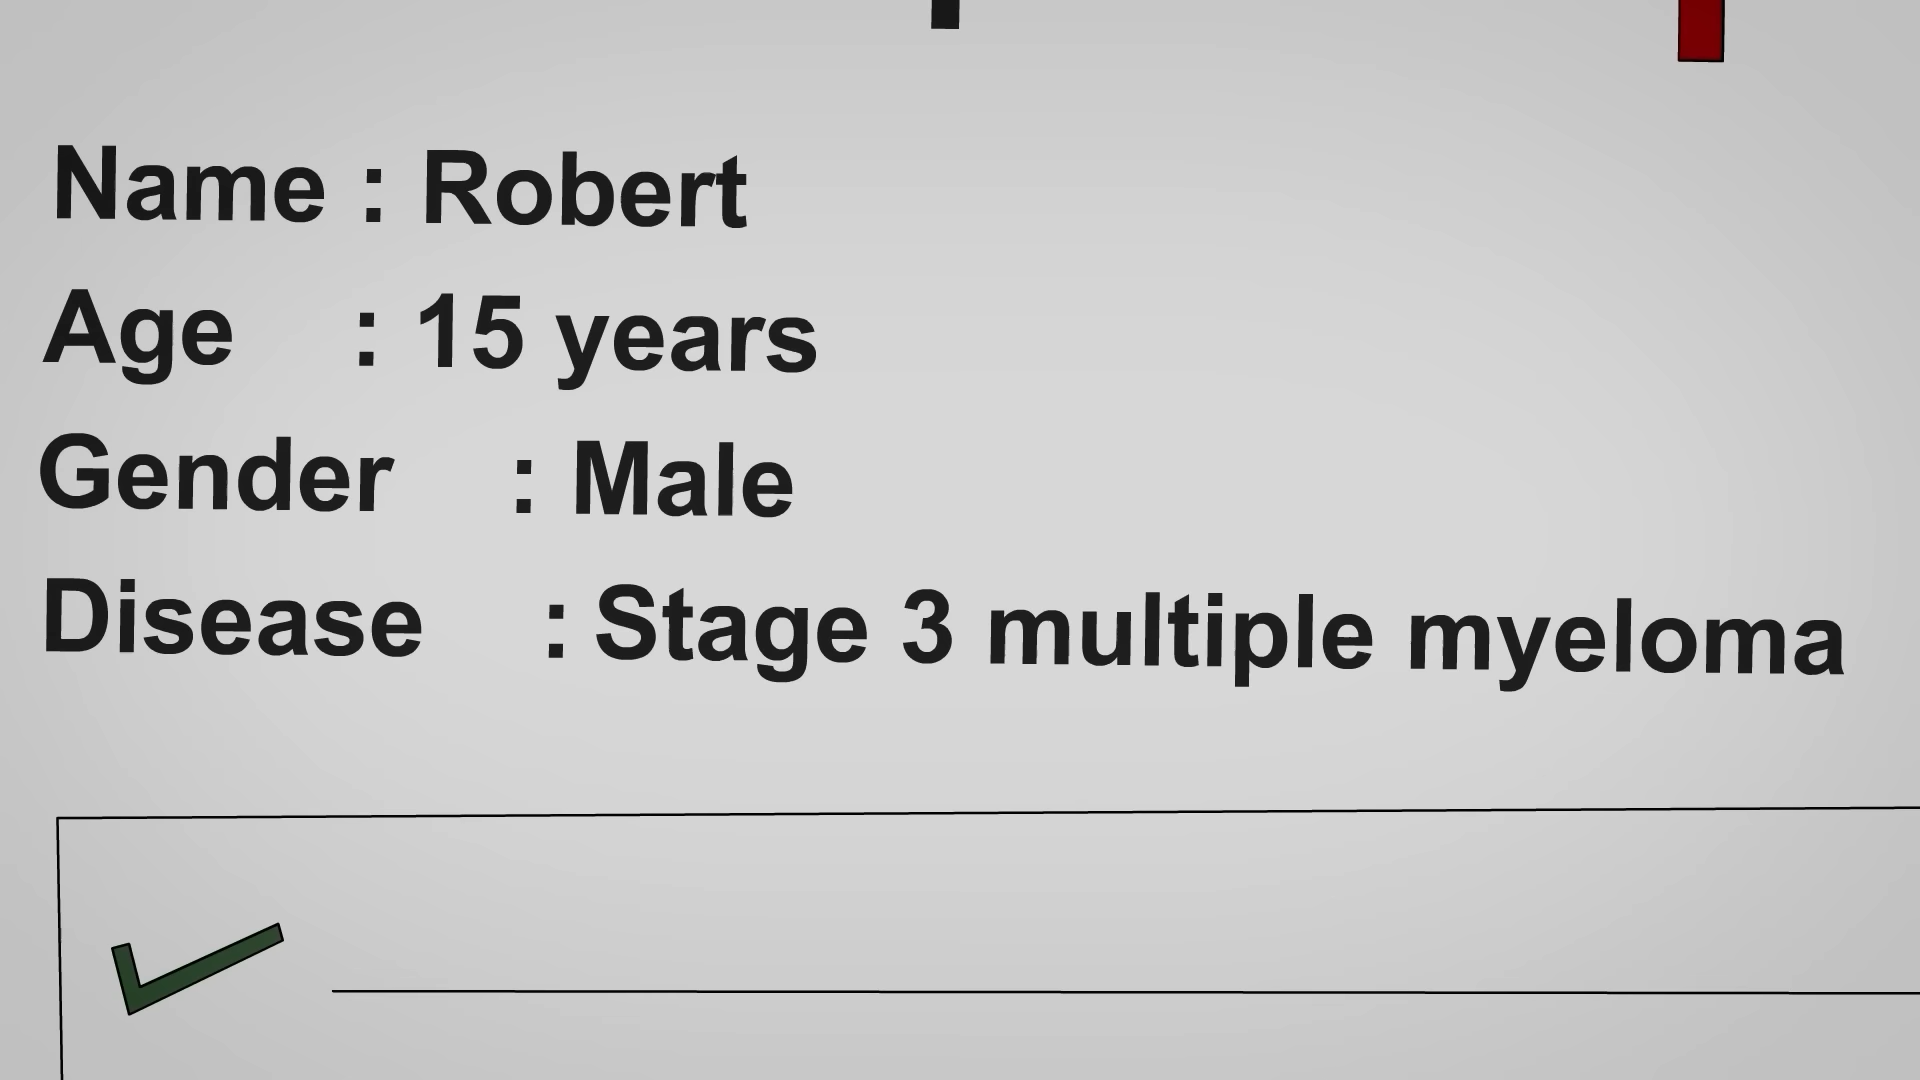 Name : Robert
Age : 15 years
Gender : Male
Disease : Stage 3 multiple myeloma